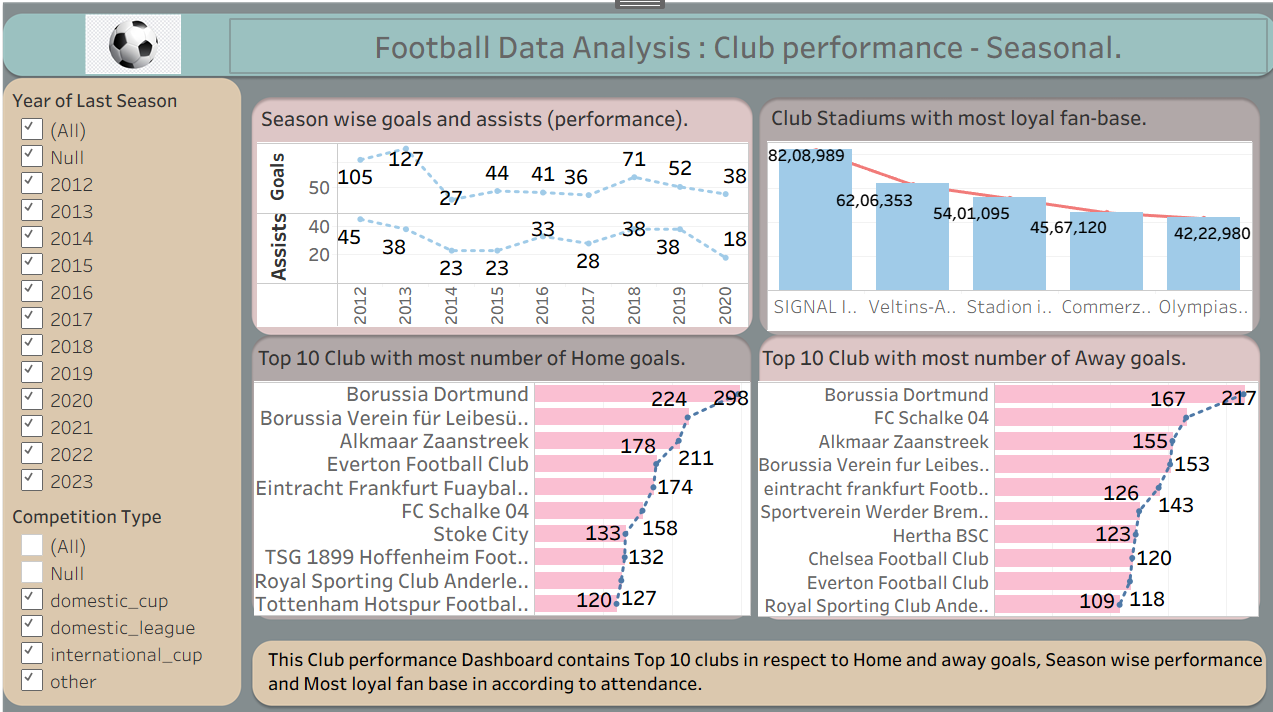 Football Data Analysis : Club performance - Seasonal.
Year of Last Season
(All)
Null
2012
2013
2014
2015
2016
2017
2018
2019
2020
2021
2022
2023
Competition Type
(All)
Null
domestic_cup
domestic_league
international_cup
other
Season wise goals and assists (performance).
Goals
50
105
127
27
44
41
36
71
52
38
Assists
40
20
45
38
23
23
33
28
38
38
18
2012
2013
2014
2015
2016
2017
2018
2019
2020
Club Stadiums with most loyal fan-base.
82,08,989
62,06,353
54,01,095
45,67,120
42,22,980
SIGNAL I..
Veltins-A..
Stadion i..
Commerz..
Olympias..
Top 10 Club with most number of Home goals.
Borussia Dortmund 298
Borussia Verein für Leibesü.. 224
Alkmaar Zaanstreek 211
Everton Football Club 178
Eintracht Frankfurt Fuaybal.. 174
FC Schalke 04 158
Stoke City 133
TSG 1899 Hoffenheim Foot.. 132
Royal Sporting Club Anderle.. 127
Tottenham Hotspur Footbal.. 120
Top 10 Club with most number of Away goals.
Borussia Dortmund 217
FC Schalke 04 167
Alkmaar Zaanstreek 155
Borussia Verein fur Leibes.. 153
eintracht frankfurt Footb.. 143
Sportverein Werder Brem.. 126
Hertha BSC 123
Chelsea Football Club 120
Everton Football Club 118
Royal Sporting Club Ande.. 109
This Club performance Dashboard contains Top 10 clubs in respect to Home and away goals, Season wise performance
and Most loyal fan base in according to attendance.